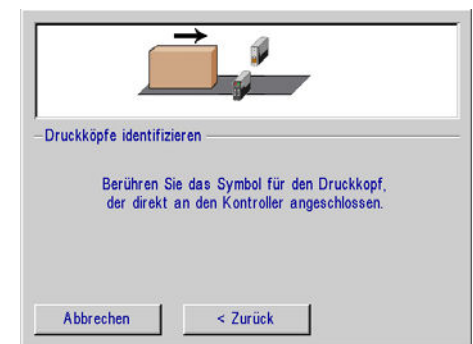 Druckköpfe identifizieren
Berühren Sie das Symbol für den Druckkopf,
der direkt an den Kontroller angeschlossen.
Abbrechen
< Zurück